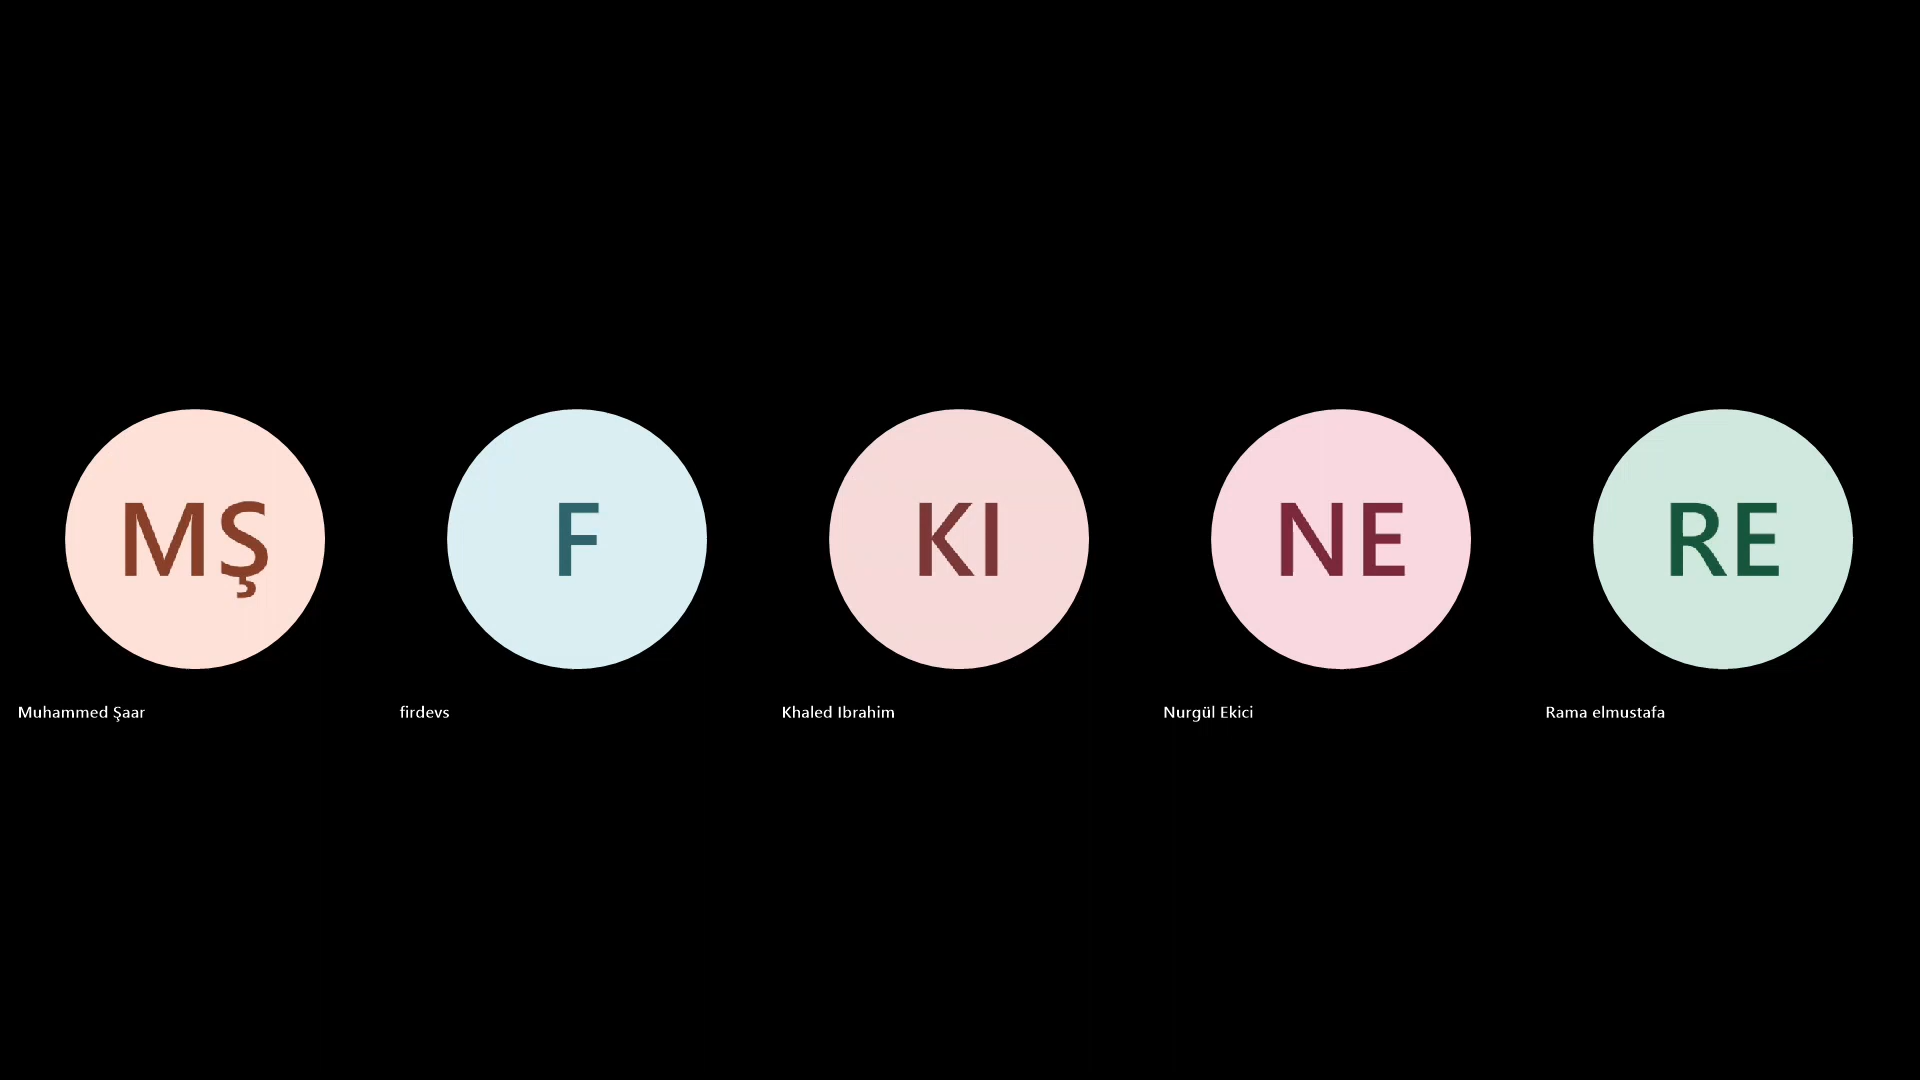 MŞ
F
KI
NE
RE
Muhammed Şaar
firdevs
Khaled Ibrahim
Nurgül Ekici
Rama elmustafa